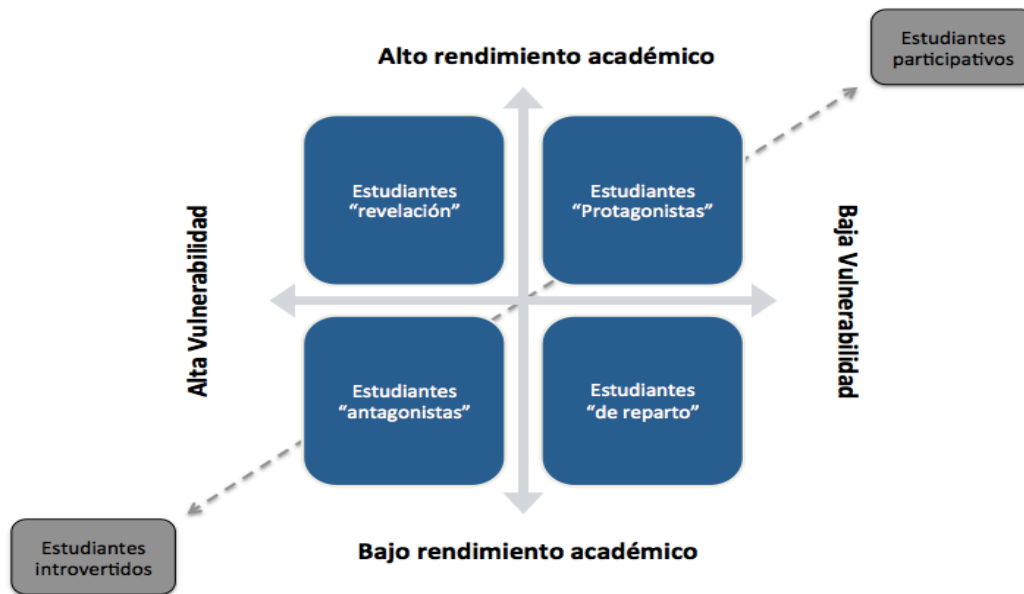 Estudiantes
participativos
Alto rendimiento académico
Estudiantes
“revelación”
Estudiantes
“Protagonistas”
Alta Vulnerabilidad
Baja Vulnerabilidad
Estudiantes
“antagonistas”
Estudiantes
“de reparto”
Estudiantes
introvertidos
Bajo rendimiento académico